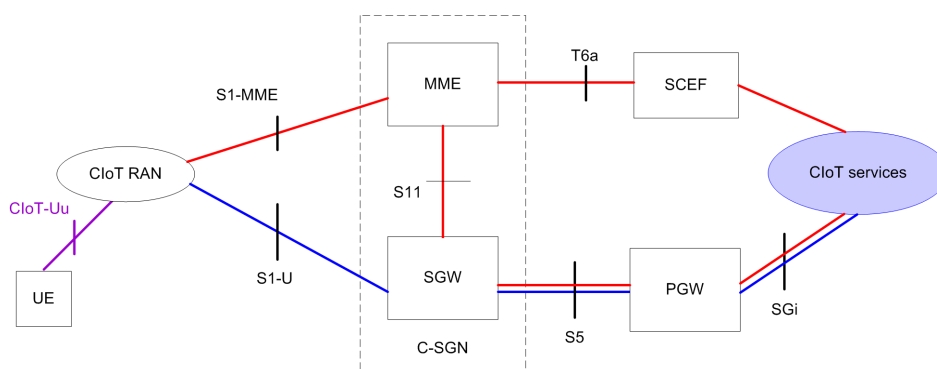 T6a
MME
SCEF
S1-MME
CIoT RAN
CIoT services
S11
CIoT-Uu
S1-U
SGW
PGW
UE
SGi
S5
C-SGN